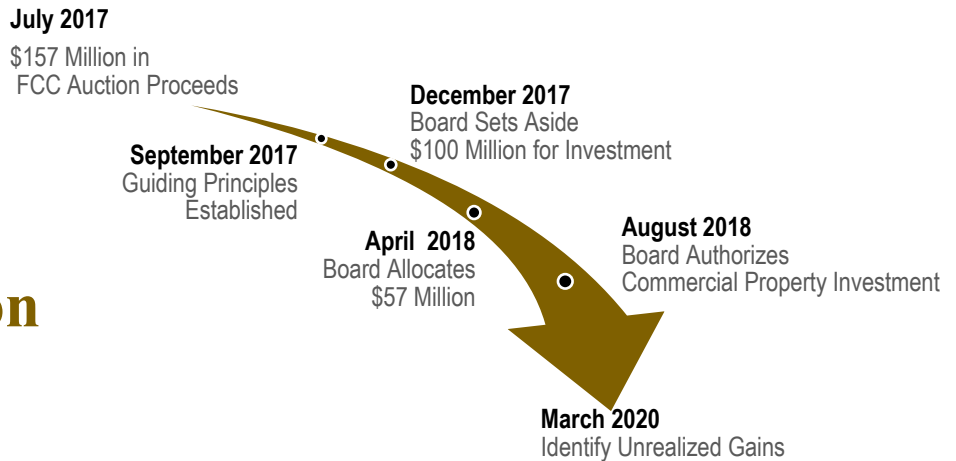 July 2017
$157 Million in
FCC Auction Proceeds
December 2017
Board Sets Aside
$100 Million for Investment
September 2017
Guiding Principles
Established
April 2018
Board Allocates
$57 Million
August 2018
Board Authorizes
Commercial Property Investment
on
March 2020
Identify Unrealized Gains